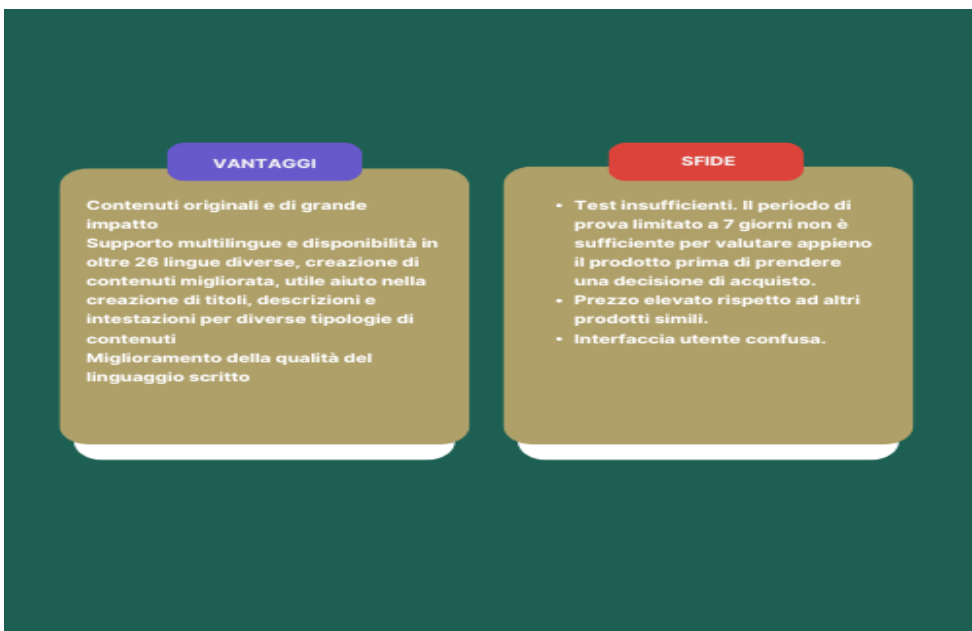 VANTAGGI
Contenuti originali e di grande
impatto
Supporto multilingue e disponibilità in
oltre 26 lingue diverse, creazione di
contenuti migliorata, utile aiuto nella
creazione di titoli, descrizioni e
intestazioni per diverse tipologie di
contenuti
Miglioramento della qualità del
linguaggio scritto
SFIDE
• Test insufficienti. Il periodo di
prova limitato a 7 giorni non è
sufficiente per valutare appieno
il prodotto prima di prendere
una decisione di acquisto.
• Prezzo elevato rispetto ad altri
prodotti simili.
• Interfaccia utente confusa.